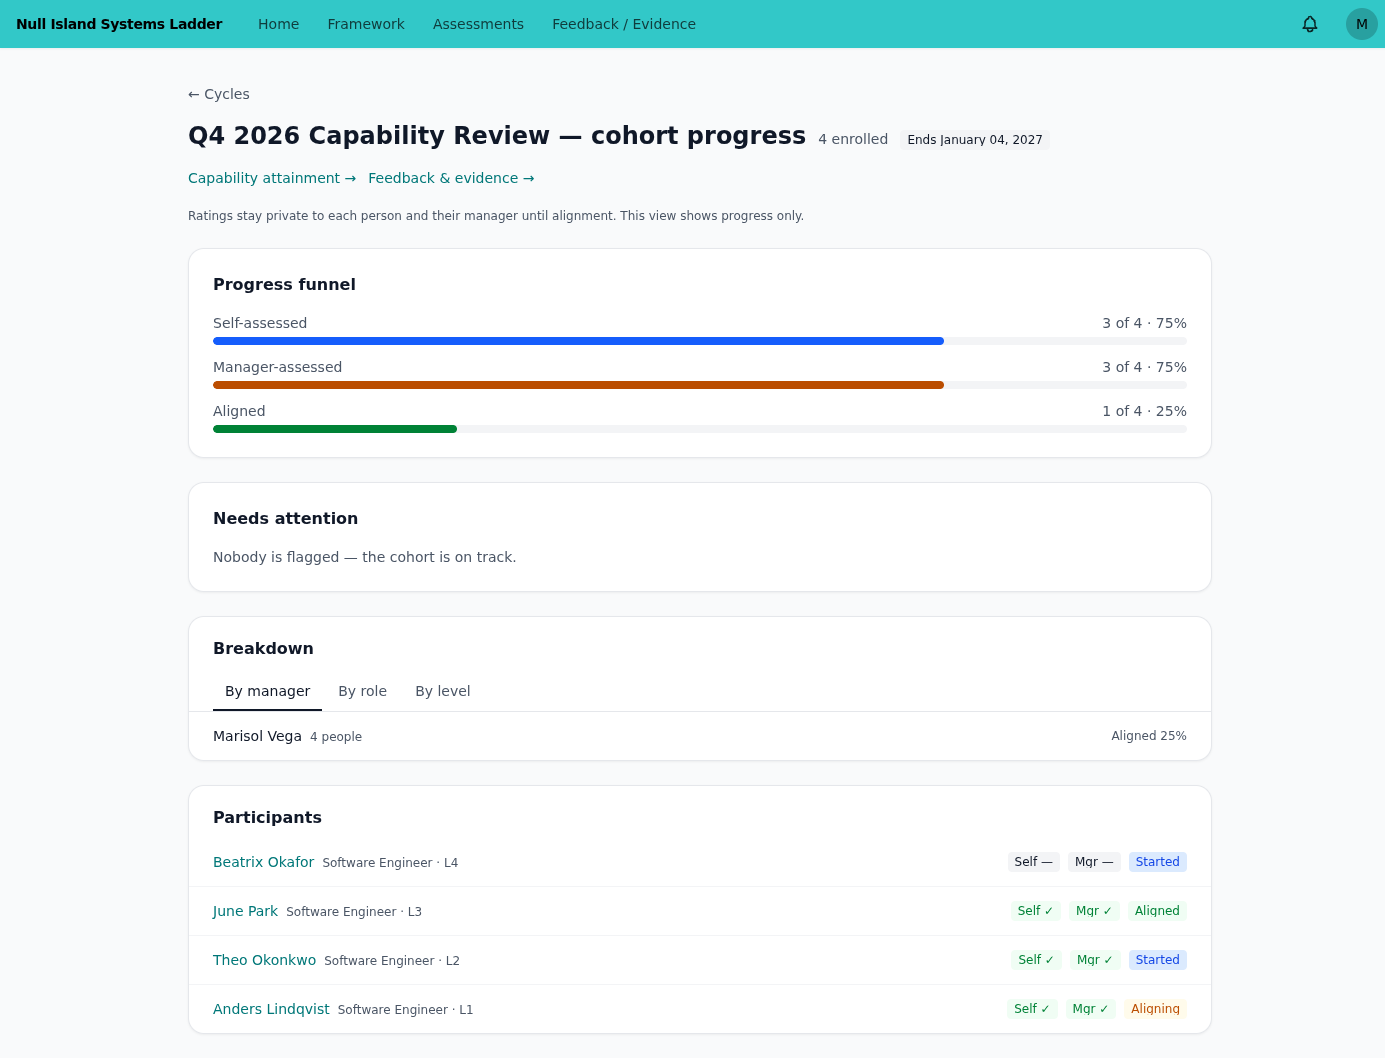 Null Island Systems Ladder Home Framework Assessments Feedback / Evidence M
← Cycles
Q4 2026 Capability Review — cohort progress 4 enrolled Ends January 04, 2027
Capability attainment → Feedback & evidence →
Ratings stay private to each person and their manager until alignment. This view shows progress only.
Progress funnel
Self-assessed 3 of 4 · 75%
Manager-assessed 3 of 4 · 75%
Aligned 1 of 4 · 25%
Needs attention
Nobody is flagged — the cohort is on track.
Breakdown
By manager By role By level
Marisol Vega 4 people Aligned 25%
Participants
Beatrix Okafor Software Engineer · L4 Self — Mgr — Started
June Park Software Engineer · L3 Self ✓ Mgr ✓ Aligned
Theo Okonkwo Software Engineer · L2 Self ✓ Mgr ✓ Started
Anders Lindqvist Software Engineer · L1 Self ✓ Mgr ✓ Aligning